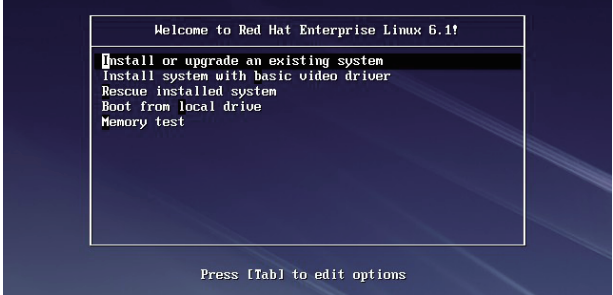 Welcome to Red Hat Enterprise Linux 6.1!
Install or upgrade an existing system
Install system with basic video driver
Rescue installed system
Boot from local drive
Memory test
Press [Tab] to edit options